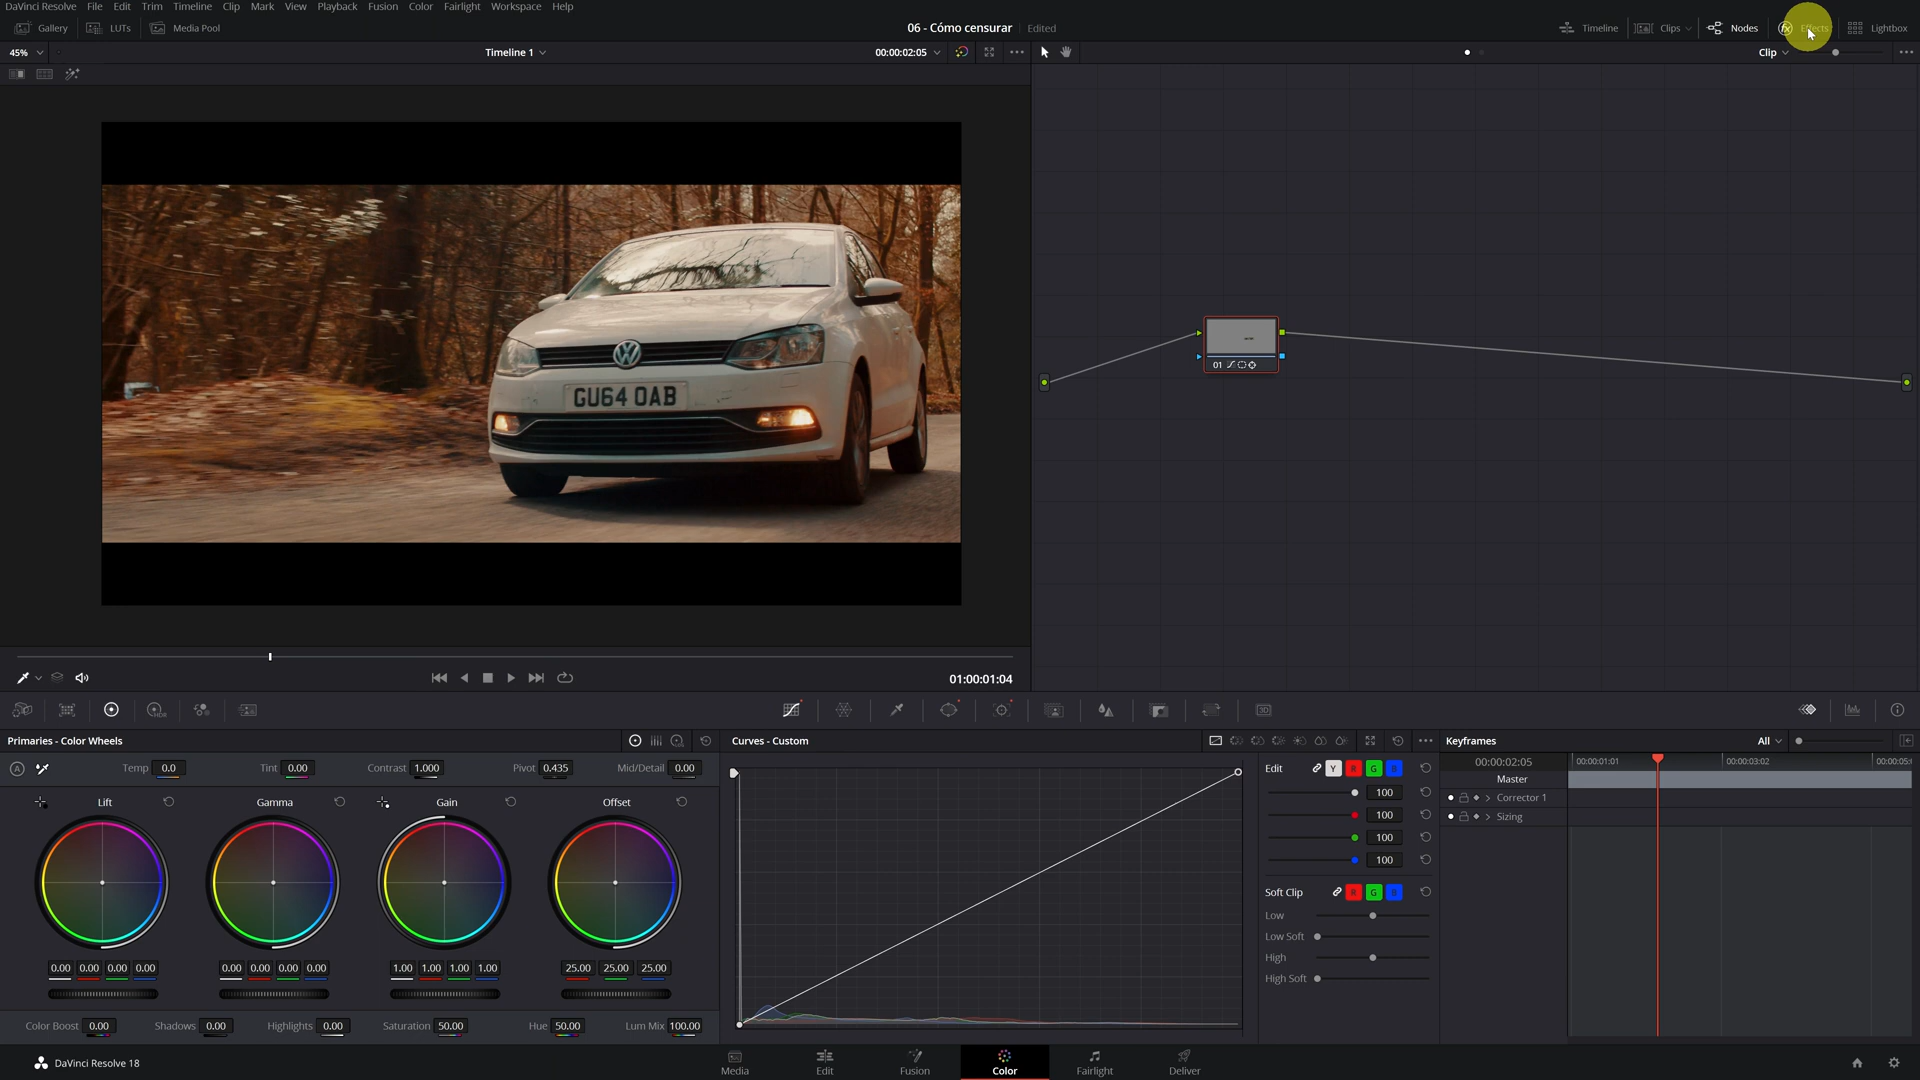 DaVinci Resolve File Edit Trim Timeline Clip Mark View Playback Fusion Color Fairlight Workspace Help
Gallery LUTs Media Pool 06 - Cómo censurar Edited Timeline Clips Nodes Effects Lightbox
45% Timeline 1 00:00:02:05 Clip
GU64 OAB
01
01:00:01:04
Primaries - Color Wheels Curves - Custom Keyframes All
Temp 0.0 Tint 0.00 Contrast 1.000 Pivot 0.435 Mid/Detail 0.00
Edit Y R G B
00:00:02:05 00:00:01:01 00:00:03:02 00:00:05:
Master
Lift Gamma Gain Offset
100
100
100
100
Corrector 1
Sizing
Soft Clip R G B
Low
Low Soft
High
High Soft
0.00 0.00 0.00 0.00 0.00 0.00 0.00 0.00 1.00 1.00 1.00 1.00 25.00 25.00 25.00
Color Boost 0.00 Shadows 0.00 Highlights 0.00 Saturation 50.00 Hue 50.00 Lum Mix 100.00
DaVinci Resolve 18 Media Edit Fusion Color Fairlight Deliver